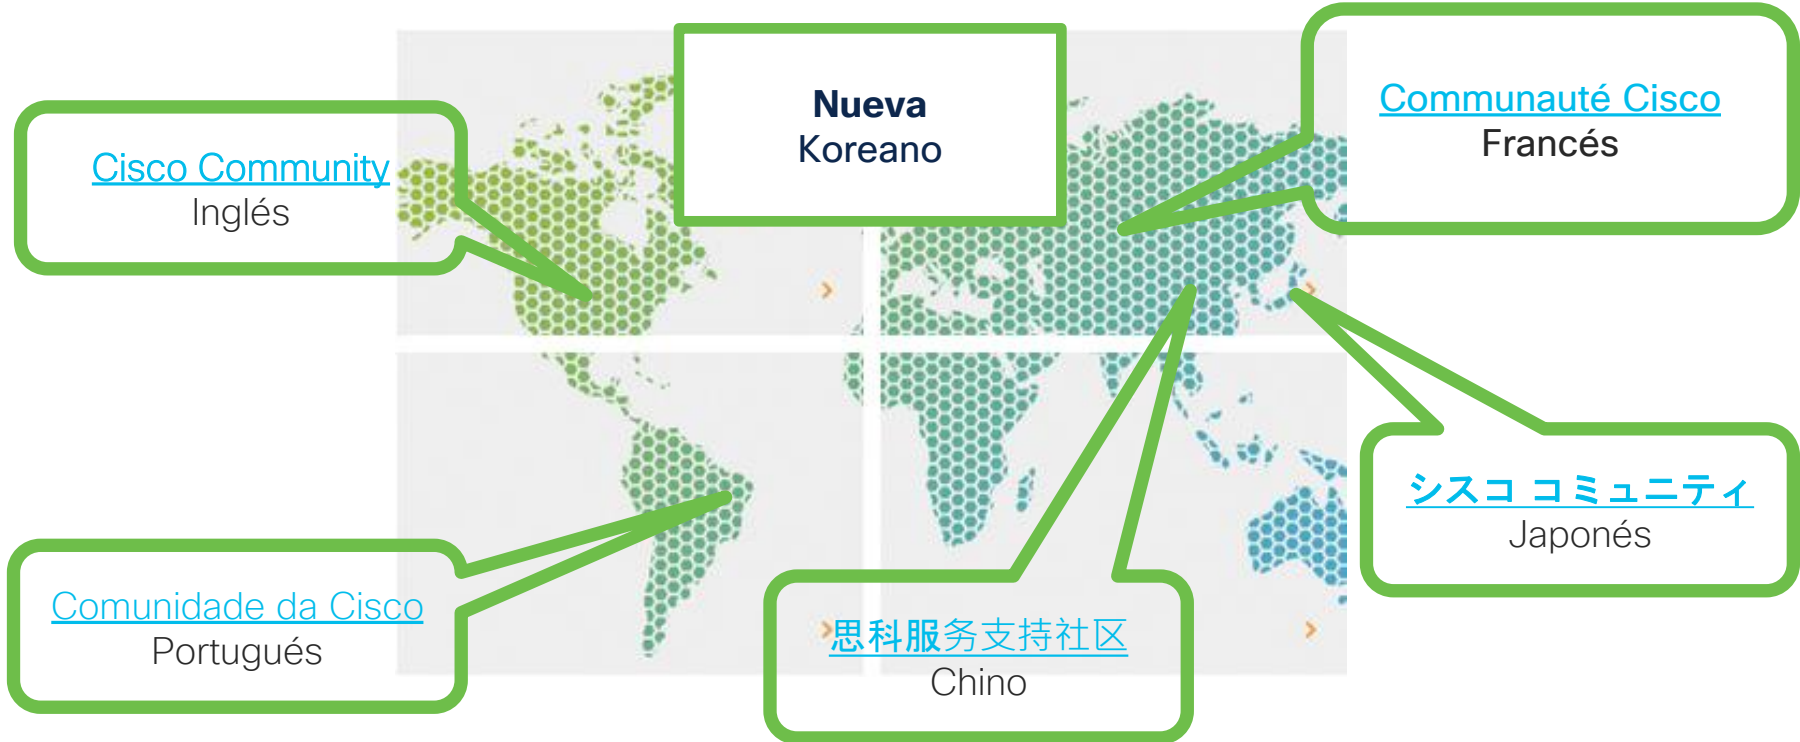 Nueva
Koreano
Communauté Cisco
Francés
Cisco Community
Inglés
シスコ コミュニティ
Japonés
Comunidade da Cisco
Portugués
思科服务支持社区
Chino